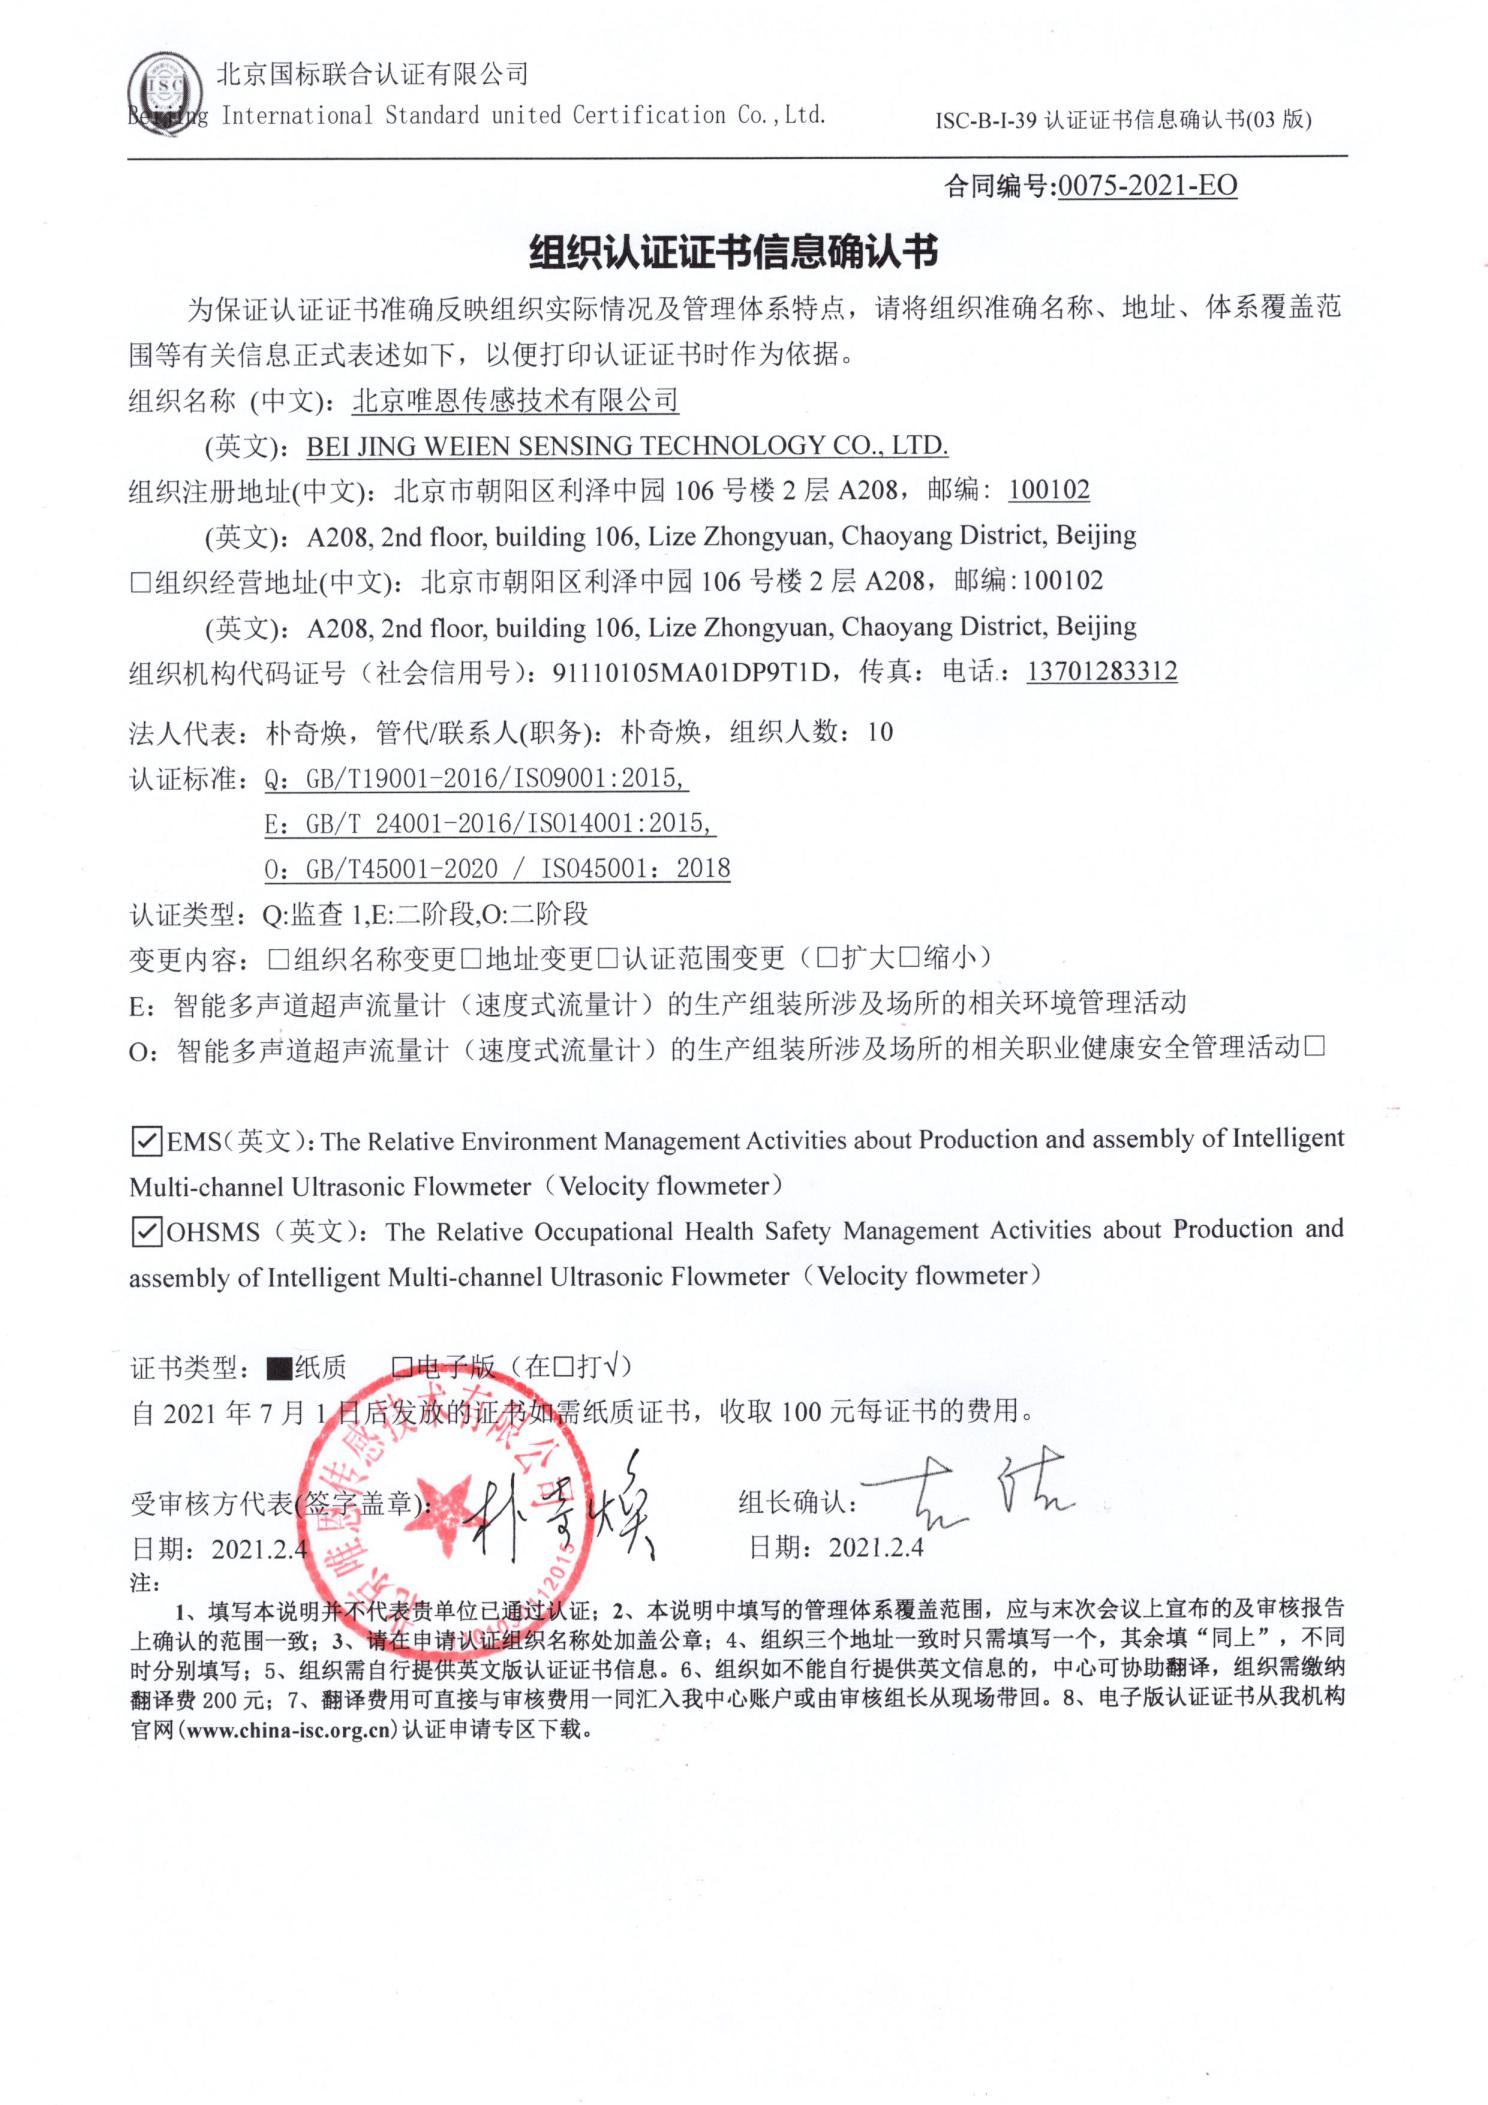 北京国标联合认证有限公司
Beijing International Standard united Certification Co.,Ltd.
ISC-B-I-39 认证证书信息确认书(03 版)
合同编号:0075-2021-EO
组织认证证书信息确认书
为保证认证证书准确反映组织实际情况及管理体系特点，请将组织准确名称、地址、体系覆盖范
围等有关信息正式表述如下，以便打印认证证书时作为依据。
组织名称 (中文)：北京唯恩传感技术有限公司
(英文)：BEI JING WEIEN SENSING TECHNOLOGY CO., LTD.
组织注册地址(中文)：北京市朝阳区利泽中园 106 号楼 2 层 A208，邮编：100102
(英文)：A208, 2nd floor, building 106, Lize Zhongyuan, Chaoyang District, Beijing
□组织经营地址(中文)：北京市朝阳区利泽中园 106 号楼 2 层 A208，邮编:100102
(英文)：A208, 2nd floor, building 106, Lize Zhongyuan, Chaoyang District, Beijing
组织机构代码证号（社会信用号）：91110105MA01DP9T1D，传真：电话.：13701283312
法人代表：朴奇焕，管代/联系人(职务)：朴奇焕，组织人数：10
认证标准：Q：GB/T19001-2016/ISO9001:2015,
E：GB/T 24001-2016/ISO14001:2015,
O：GB/T45001-2020 / ISO45001：2018
认证类型：Q:监查 1,E:二阶段,O:二阶段
变更内容：□组织名称变更□地址变更□认证范围变更（□扩大□缩小）
E：智能多声道超声流量计（速度式流量计）的生产组装所涉及场所的相关环境管理活动
O：智能多声道超声流量计（速度式流量计）的生产组装所涉及场所的相关职业健康安全管理活动□
☑EMS（英文）：The Relative Environment Management Activities about Production and assembly of Intelligent
Multi-channel Ultrasonic Flowmeter（Velocity flowmeter）
☑OHSMS（英文）：The Relative Occupational Health Safety Management Activities about Production and
assembly of Intelligent Multi-channel Ultrasonic Flowmeter（Velocity flowmeter）
证书类型：■纸质 □电子版（在□打√）
自 2021 年 7 月 1 日后发放的证书如需纸质证书，收取 100 元每证书的费用。
北京唯恩传感技术有限公司
受审核方代表(签字盖章)：朴奇焕 组长确认：
日期：2021.2.4 日期：2021.2.4
注：
1、填写本说明并不代表贵单位已通过认证；2、本说明中填写的管理体系覆盖范围，应与末次会议上宣布的及审核报告
上确认的范围一致；3、请在申请认证组织名称处加盖公章；4、组织三个地址一致时只需填写一个，其余填“同上”，不同
时分别填写；5、组织需自行提供英文版认证证书信息。6、组织如不能自行提供英文信息的，中心可协助翻译，组织需缴纳
翻译费 200 元；7、翻译费用可直接与审核费用一同汇入我中心账户或由审核组长从现场带回。8、电子版认证证书从我机构
官网(www.china-isc.org.cn)认证申请专区下载。